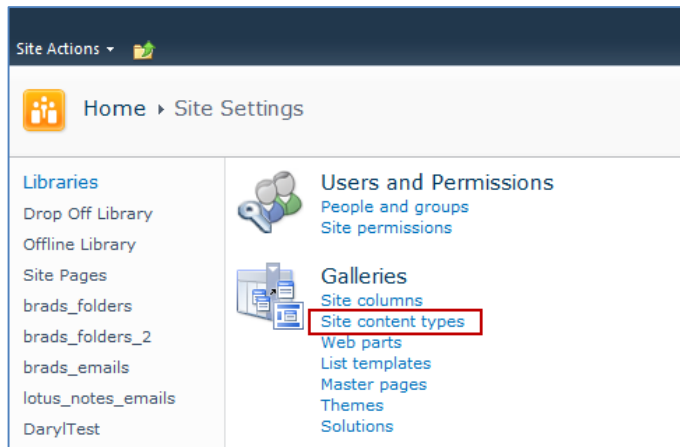 Site Actions
Home Site Settings
Libraries
Drop Off Library
Offline Library
Site Pages
brads_folders
brads_folders_2
brads_emails
lotus_notes_emails
DarylTest
Users and Permissions
People and groups
Site permissions
Galleries
Site columns
Site content types
Web parts
List templates
Master pages
Themes
Solutions